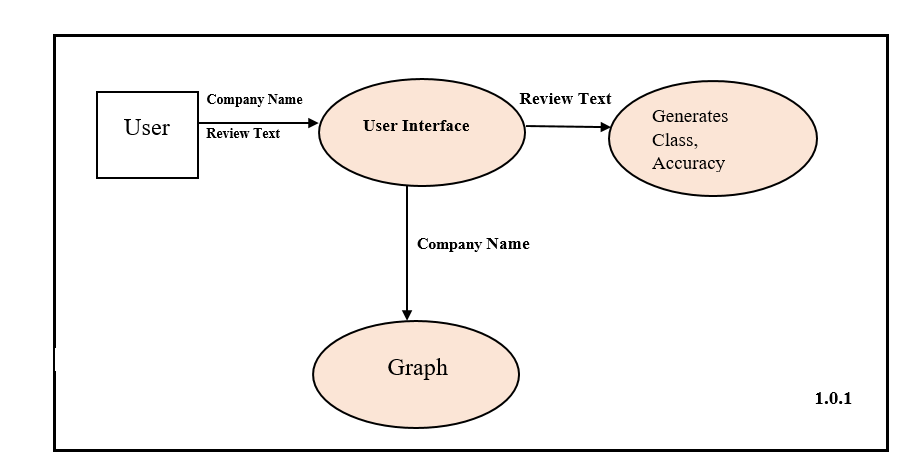 User
Company Name
Review Text
User Interface
Review Text
Generates
Class,
Accuracy
Company Name
Graph
1.0.1